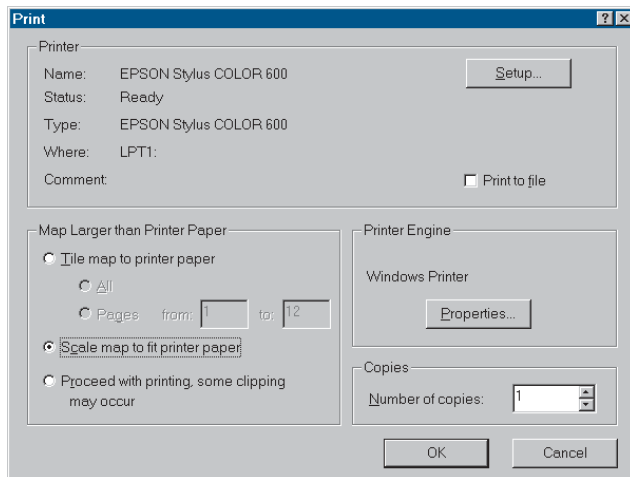 Print
Printer
Name: EPSON Stylus COLOR 600
Setup...
Status: Ready
Type: EPSON Stylus COLOR 600
Where: LPT1:
Comment:
Print to file
Map Larger than Printer Paper
Tile map to printer paper
All
Pages from: 1 to: 12
Scale map to fit printer paper
Proceed with printing, some clipping
may occur
Printer Engine
Windows Printer
Properties...
Copies
Number of copies: 1
OK
Cancel